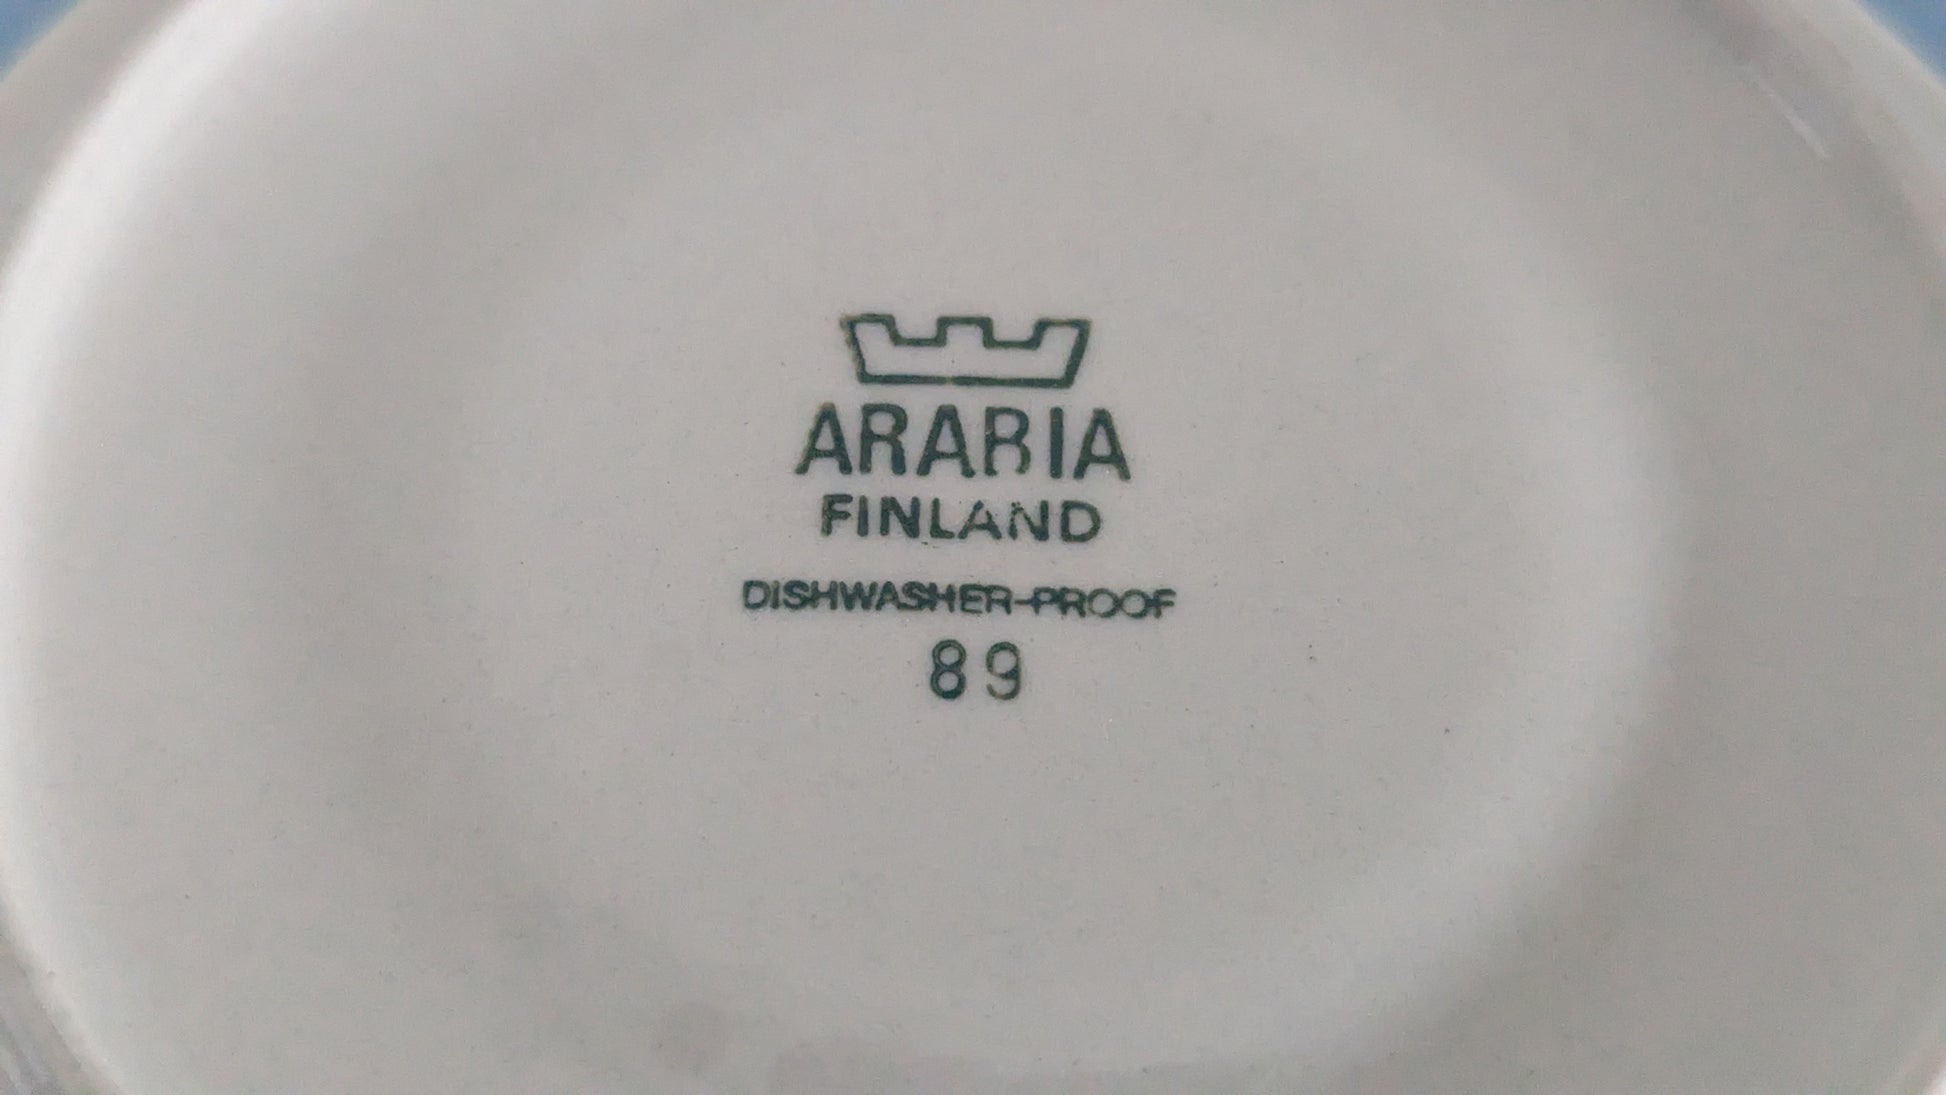 ARABIA
FINLAND
DISHWASHER-PROOF
89